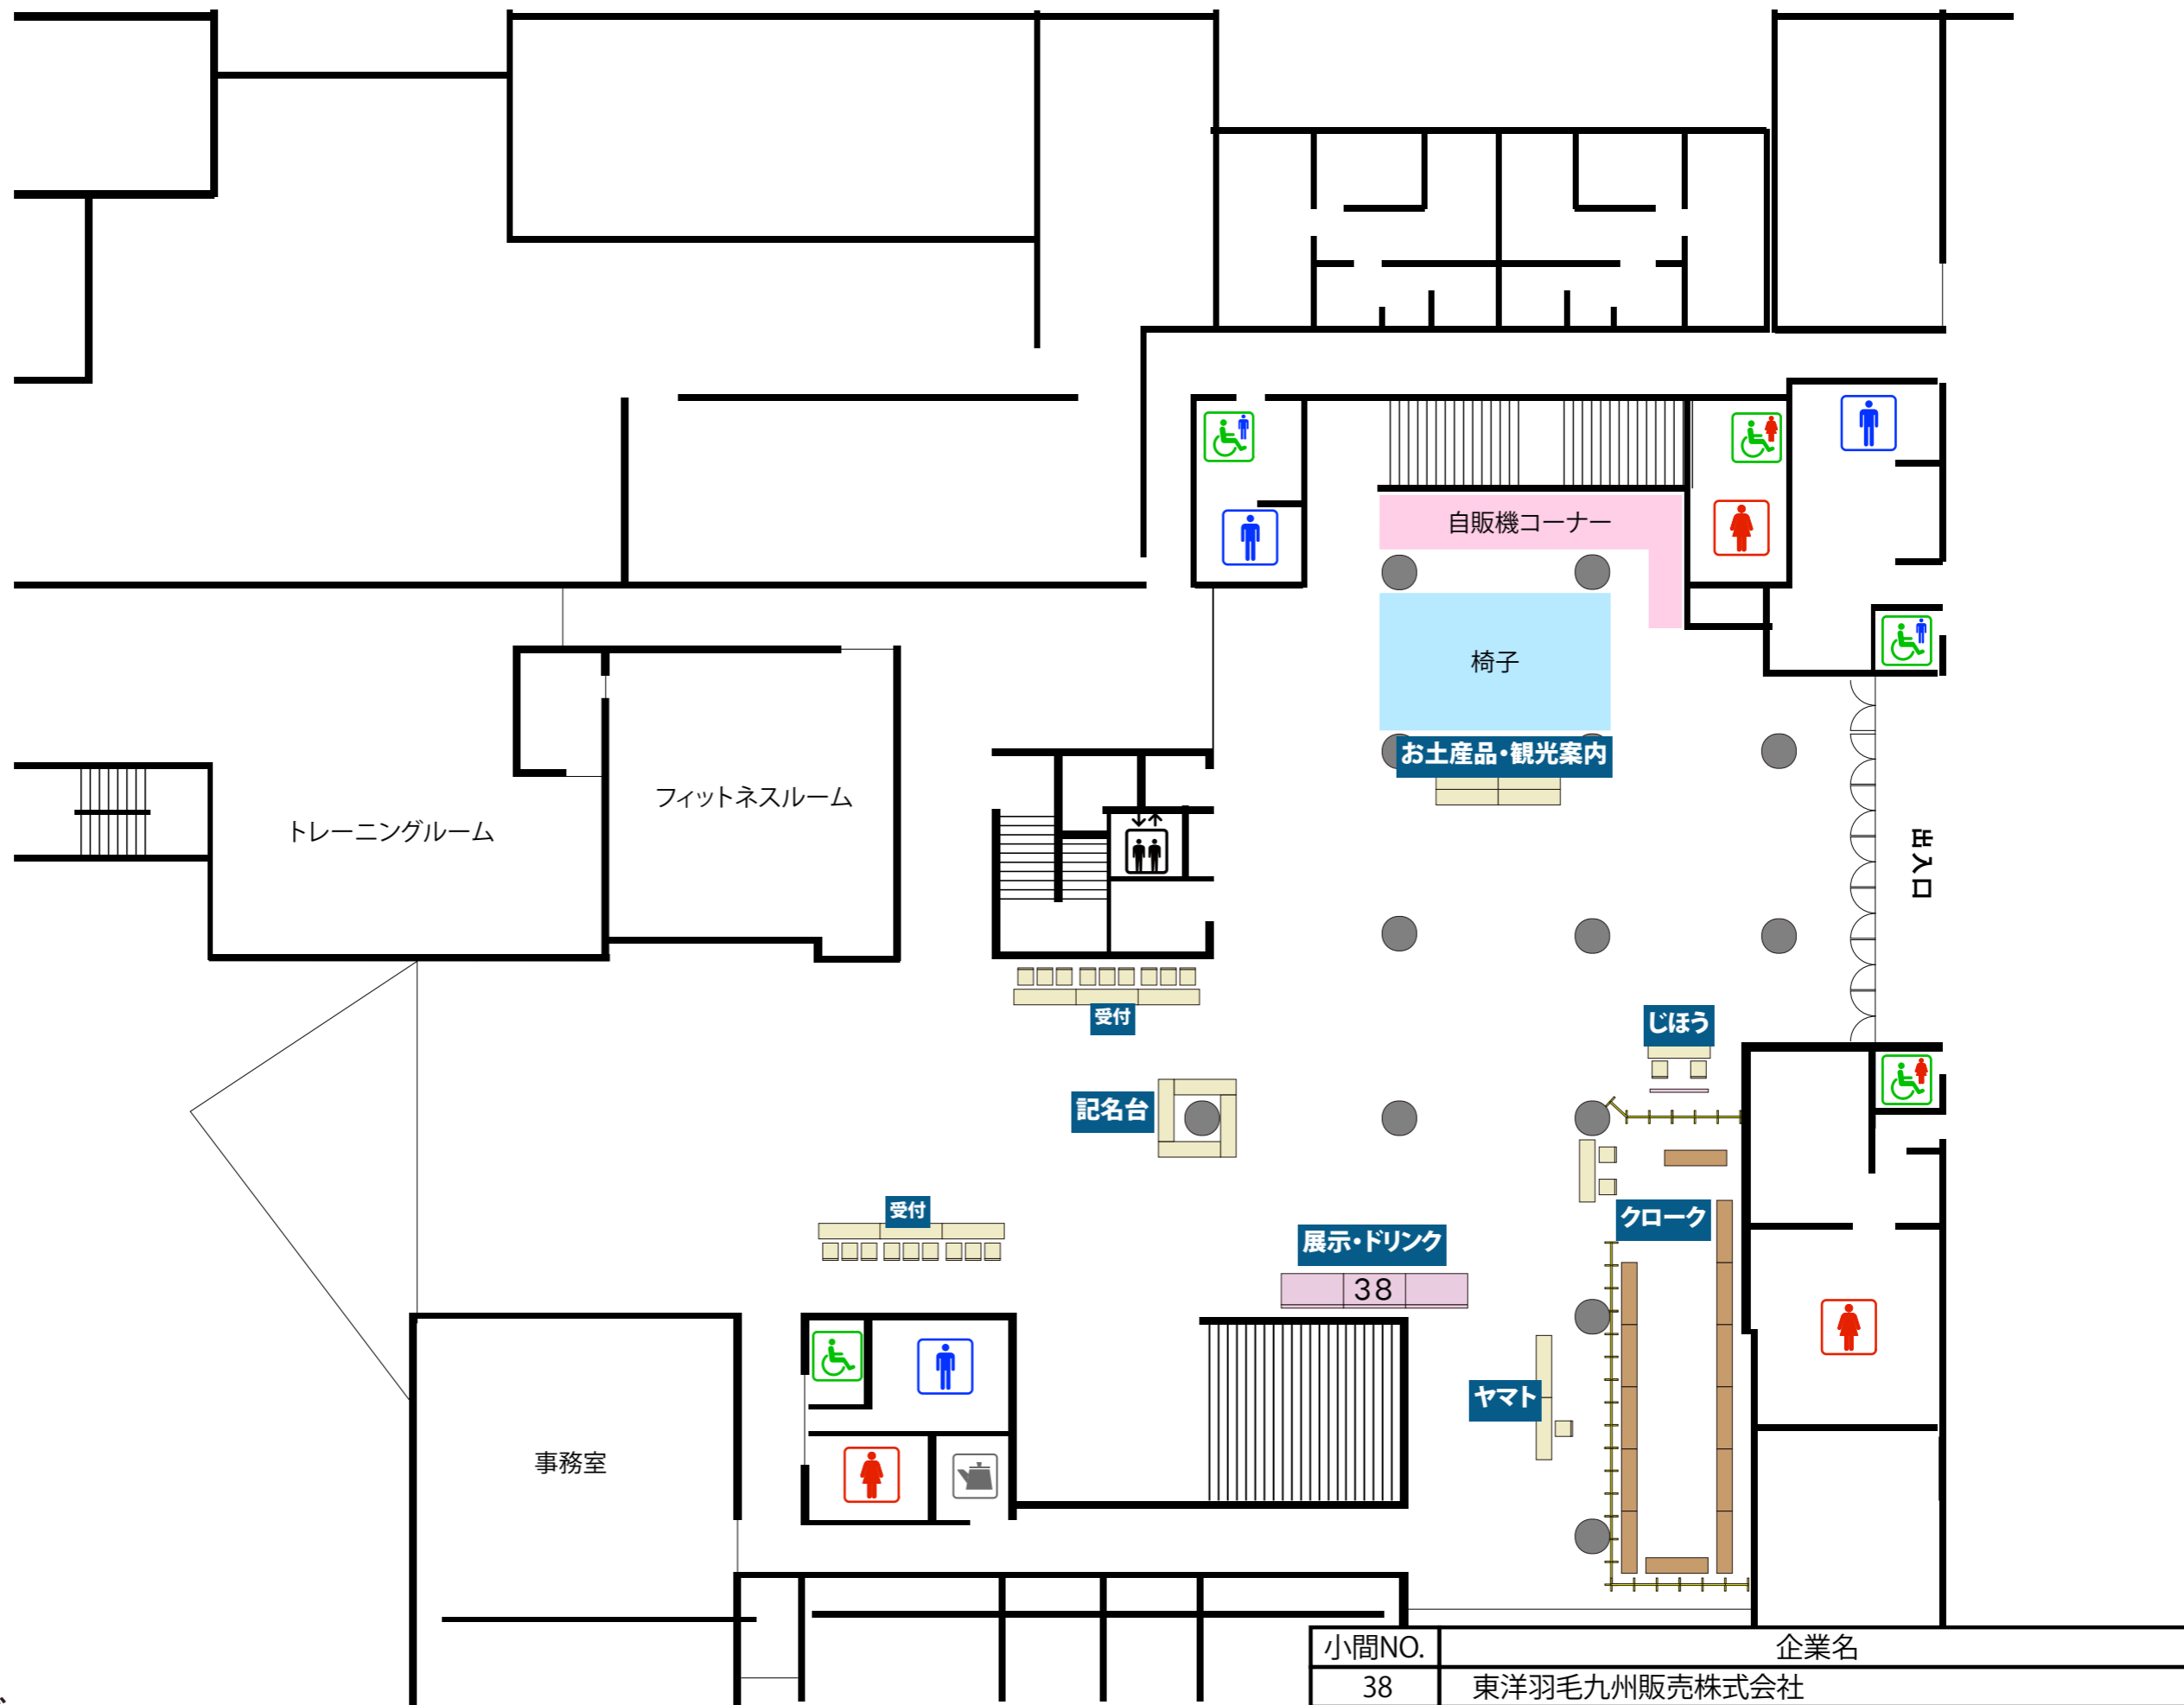 自販機コーナー
椅子
お土産品・観光案内
フィットネスルーム
トレーニングルーム
出入口
受付
じほう
記名台
受付
クローク
展示・ドリンク
38
ヤマト
事務室
小間NO. 企業名
38 東洋羽毛九州販売株式会社